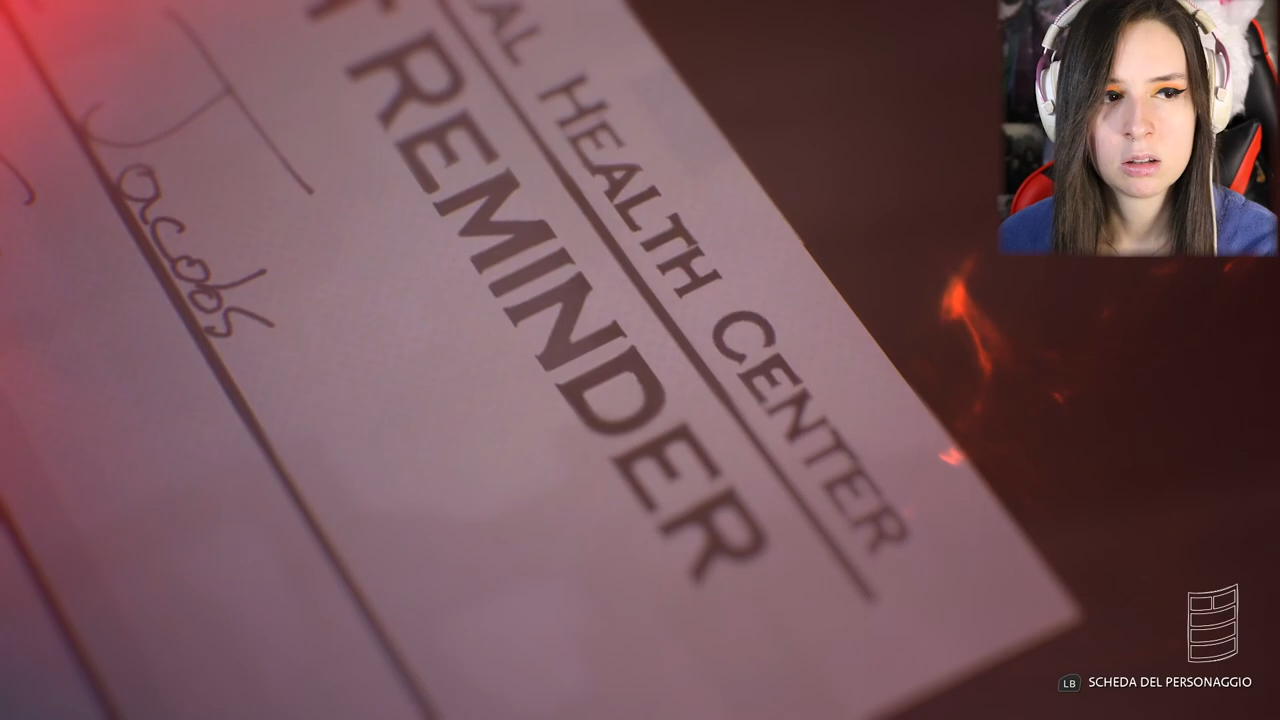 AL HEALTH CENTER
T REMINDER
J
Jacobs
LB SCHEDA DEL PERSONAGGIO